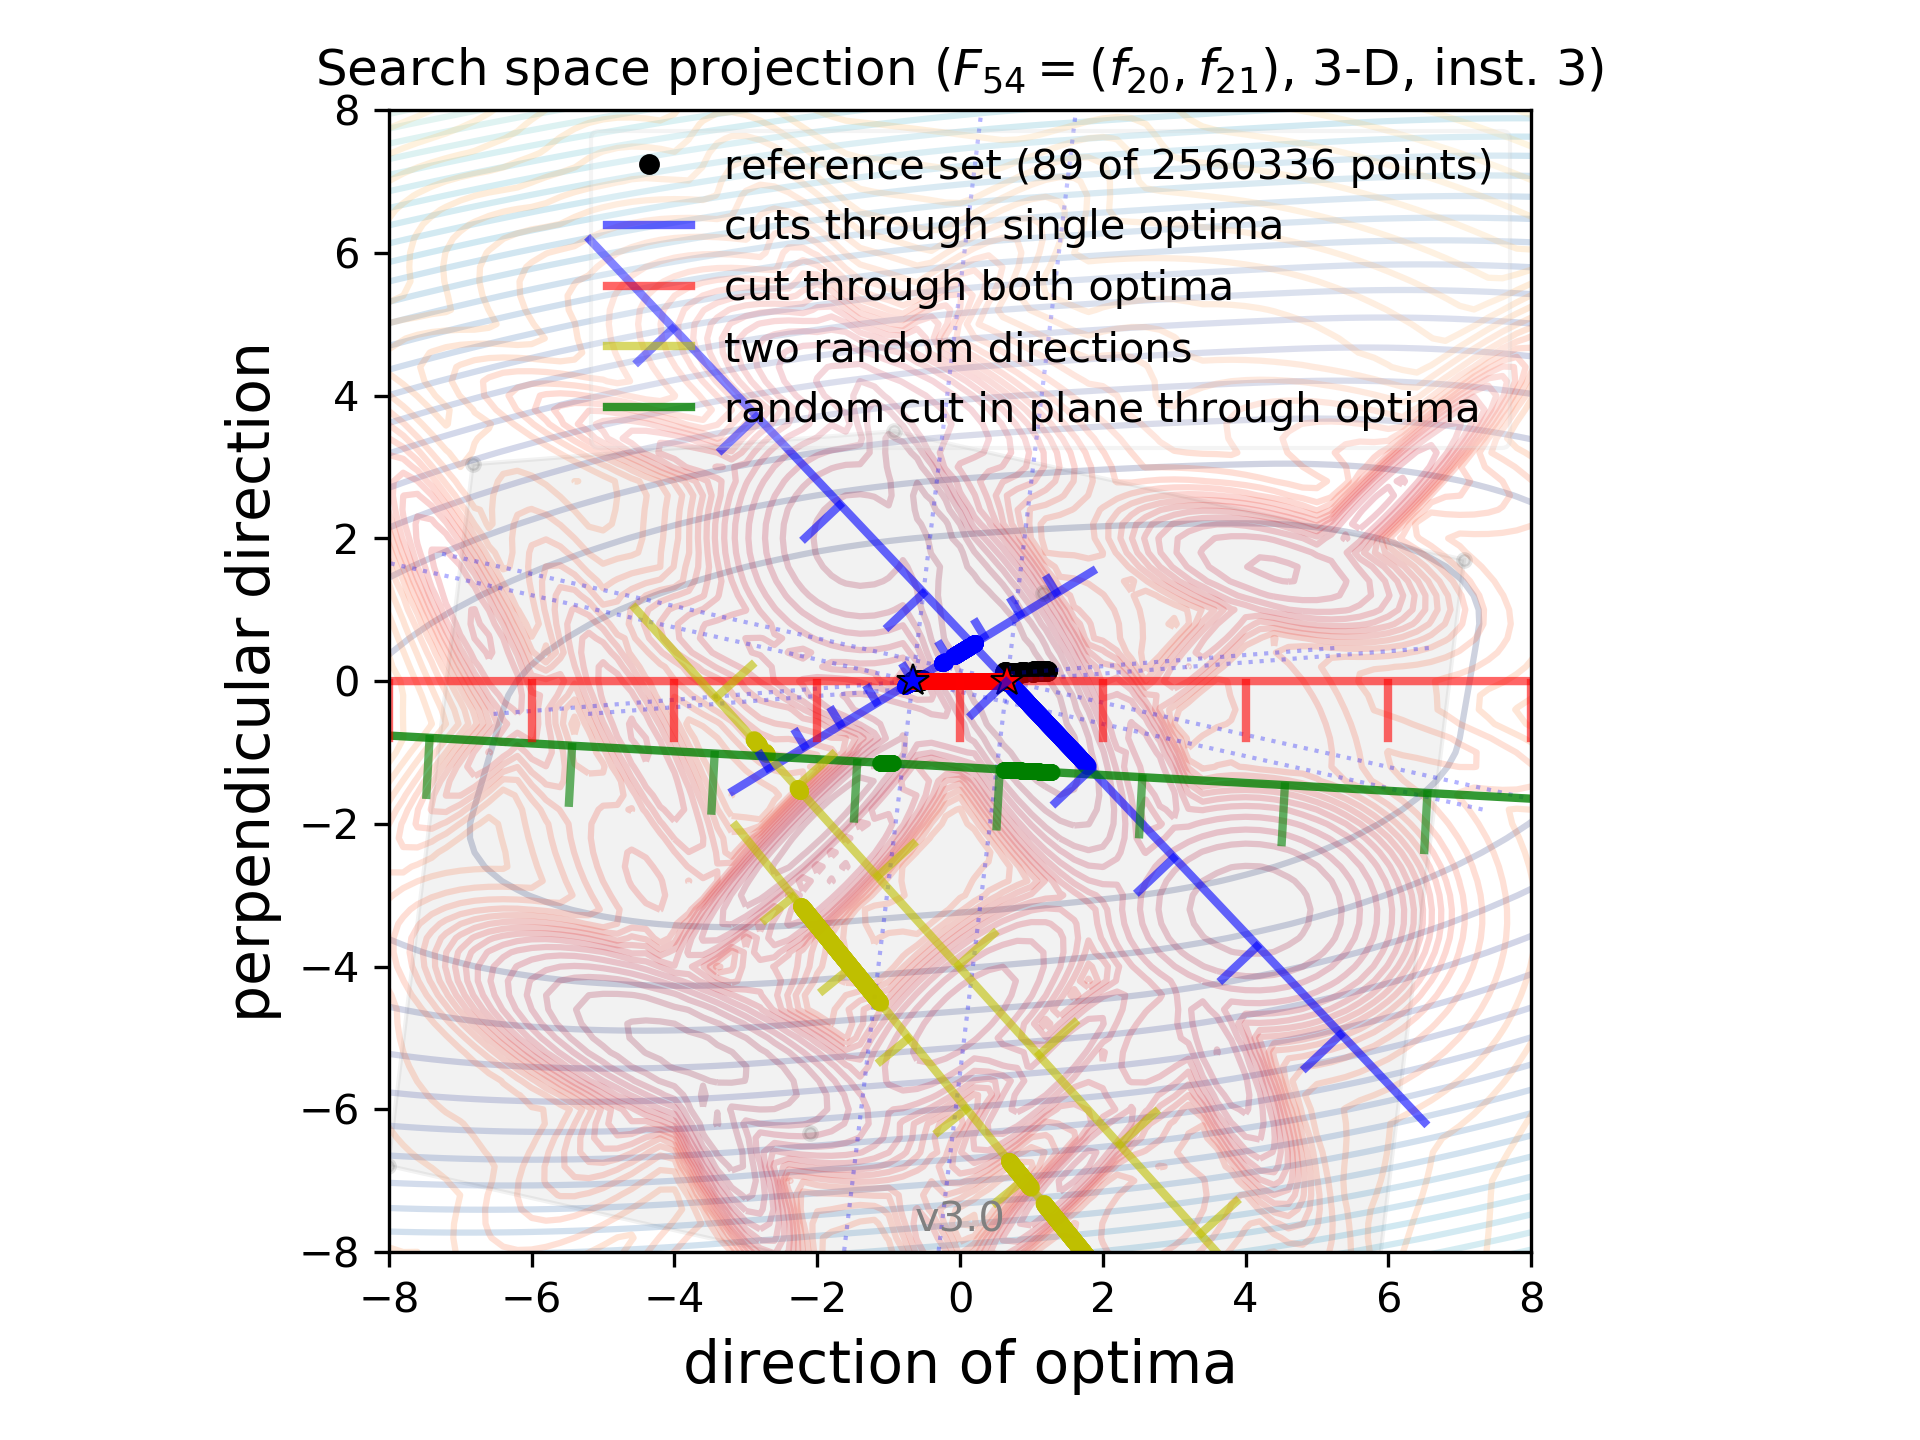 Search space projection (F₅₄ = (f₂₀, f₂₁), 3-D, inst. 3)
reference set (89 of 2560336 points)
cuts through single optima
cut through both optima
two random directions
random cut in plane through optima
perpendicular direction
8
6
4
2
0
−2
−4
−6
−8
v3.0
−8 −6 −4 −2 0 2 4 6 8
direction of optima